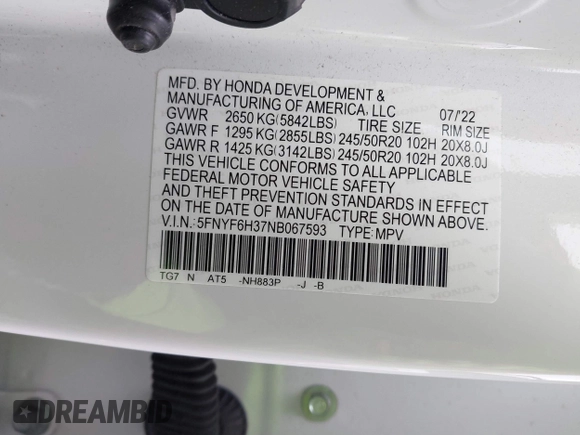 MFD. BY HONDA DEVELOPMENT &
MANUFACTURING OF AMERICA, LLC 07/'22
GVWR 2650 KG(5842LBS) TIRE SIZE RIM SIZE
GAWR F 1295 KG(2855LBS) 245/50R20 102H 20X8.0J
GAWR R 1425 KG(3142LBS) 245/50R20 102H 20X8.0J
THIS VEHICLE CONFORMS TO ALL APPLICABLE
FEDERAL MOTOR VEHICLE SAFETY
AND THEFT PREVENTION STANDARDS IN EFFECT
ON THE DATE OF MANUFACTURE SHOWN ABOVE.
V.I.N.: 5FNYF6H37NB067593 TYPE: MPV
TG7 N AT5 -NH883P -J -B
DREAMBID